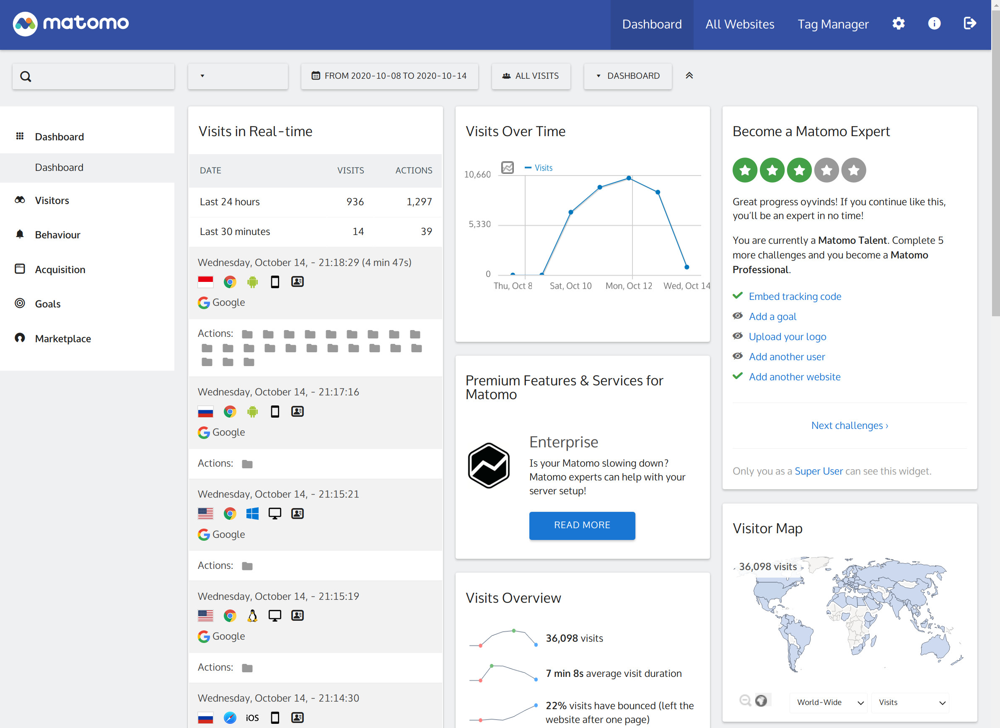 matomo
Dashboard
All Websites
Tag Manager
FROM 2020-10-08 TO 2020-10-14
ALL VISITS
DASHBOARD
Dashboard
Dashboard
Visitors
Behaviour
Acquisition
Goals
Marketplace
Visits in Real-time
DATE VISITS ACTIONS
Last 24 hours 936 1,297
Last 30 minutes 14 39
Wednesday, October 14, - 21:18:29 (4 min 47s)
Google
Actions:
Wednesday, October 14, - 21:17:16
Google
Actions:
Wednesday, October 14, - 21:15:21
Google
Actions:
Wednesday, October 14, - 21:15:19
Google
Actions:
Wednesday, October 14, - 21:14:30
iOS
Visits Over Time
Visits
10,660
5,330
0
Thu, Oct 8 Sat, Oct 10 Mon, Oct 12 Wed, Oct 14
Premium Features & Services for
Matomo
Enterprise
Is your Matomo slowing down?
Matomo experts can help with your
server setup!
READ MORE
Visits Overview
36,098 visits
7 min 8s average visit duration
22% visits have bounced (left the
website after one page)
Become a Matomo Expert
Great progress oyvinds! If you continue like this,
you'll be an expert in no time!
You are currently a Matomo Talent. Complete 5
more challenges and you become a Matomo
Professional.
Embed tracking code
Add a goal
Upload your logo
Add another user
Add another website
Next challenges ›
Only you as a Super User can see this widget.
Visitor Map
36,098 visits
World-Wide
Visits